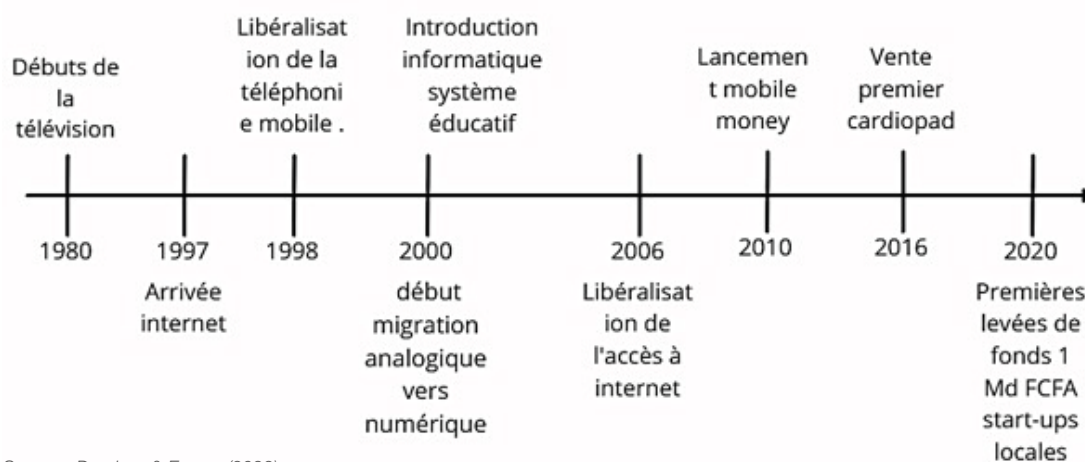 Débuts de
la
télévision
Libéralisat
ion de la
téléphoni
e mobile .
Introduction
informatique
système
éducatif
Lancemen
t mobile
money
Vente
premier
cardiopad
1980
1997
1998
2000
2006
2010
2016
2020
Arrivée
internet
début
migration
analogique
vers
numérique
Libéralisat
ion de
l'accès à
internet
Premières
levées de
fonds 1
Md FCFA
start-ups
locales